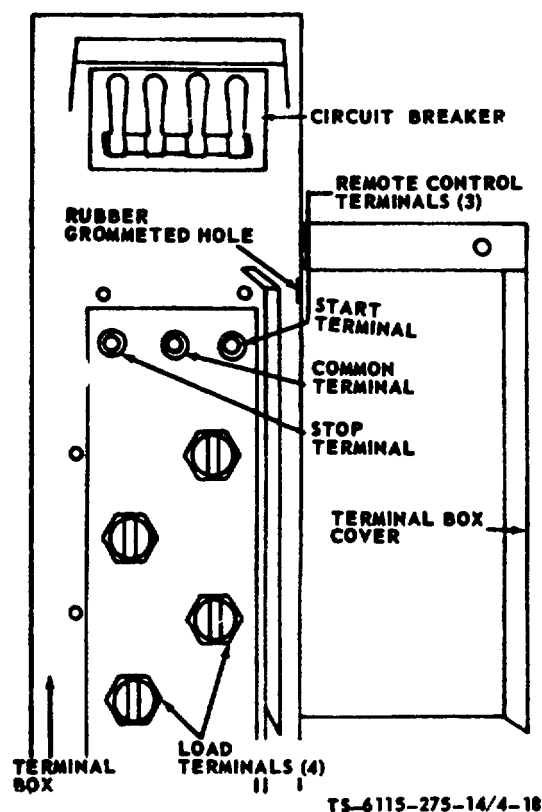 CIRCUIT BREAKER
REMOTE CONTROL
TERMINALS (3)
RUBBER
GROMMETED HOLE
START
TERMINAL
COMMON
TERMINAL
STOP
TERMINAL
TERMINAL BOX
COVER
TERMINAL
BOX
LOAD
TERMINALS (4)
TS-6115-275-14/4-18